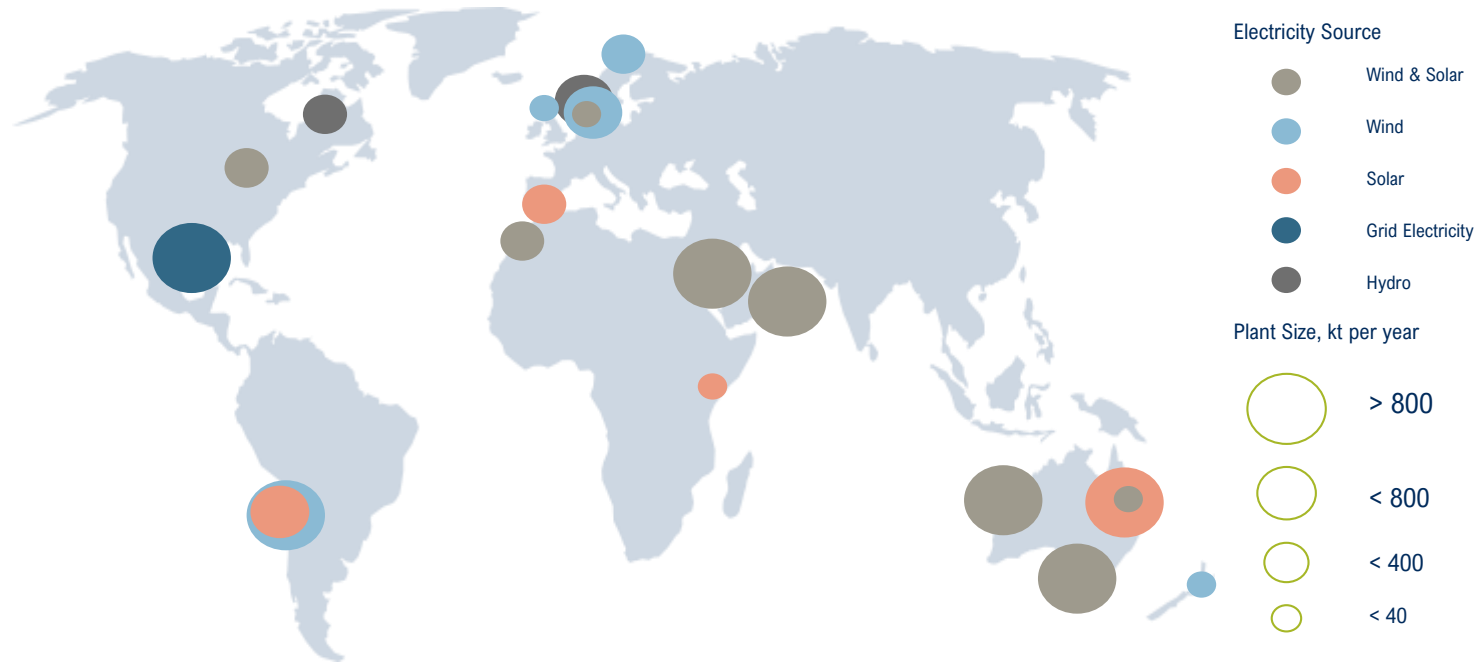 Electricity Source
Wind & Solar
Wind
Solar
Grid Electricity
Hydro
Plant Size, kt per year
> 800
< 800
< 400
< 40